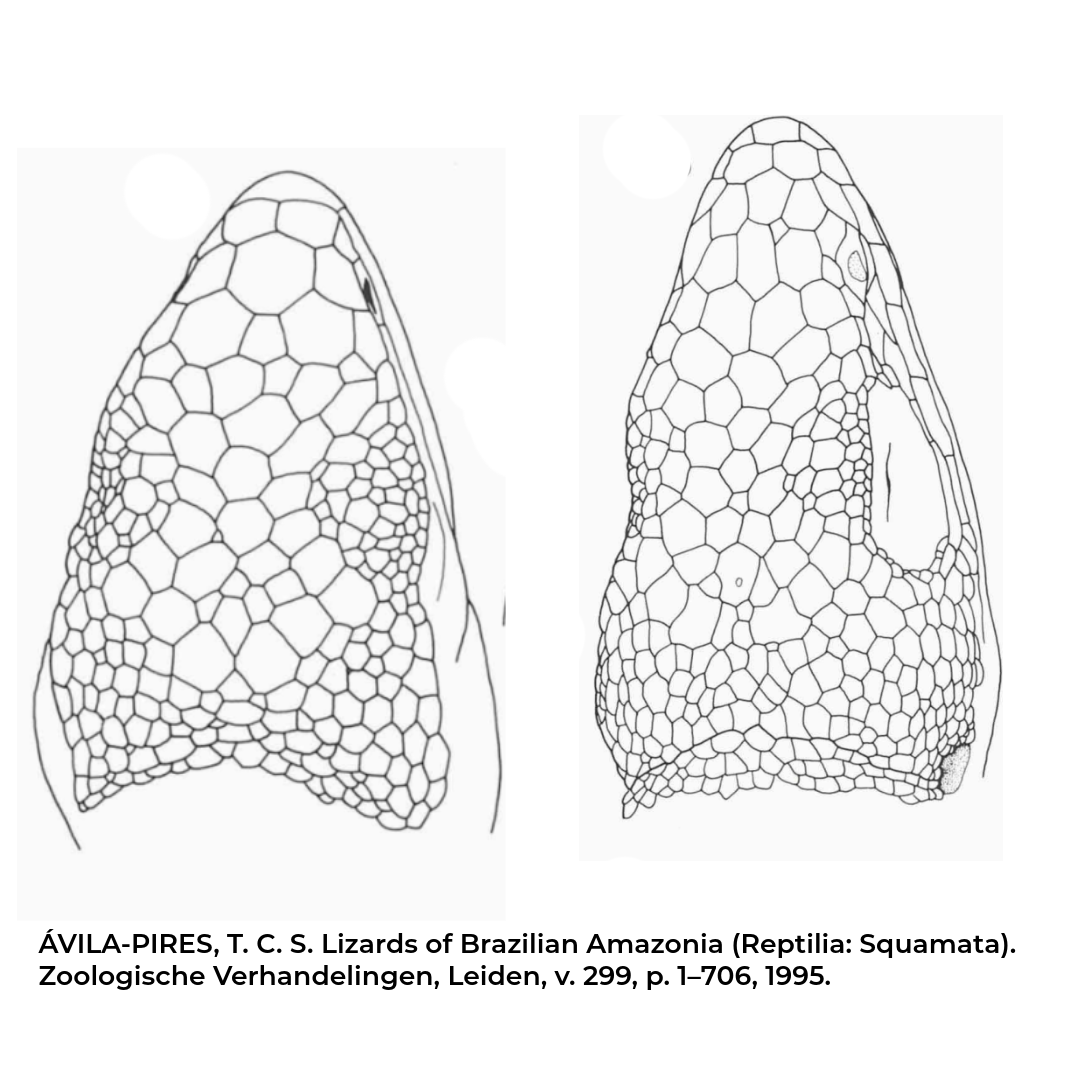 ÁVILA-PIRES, T. C. S. Lizards of Brazilian Amazonia (Reptilia: Squamata).
Zoologische Verhandelingen, Leiden, v. 299, p. 1–706, 1995.